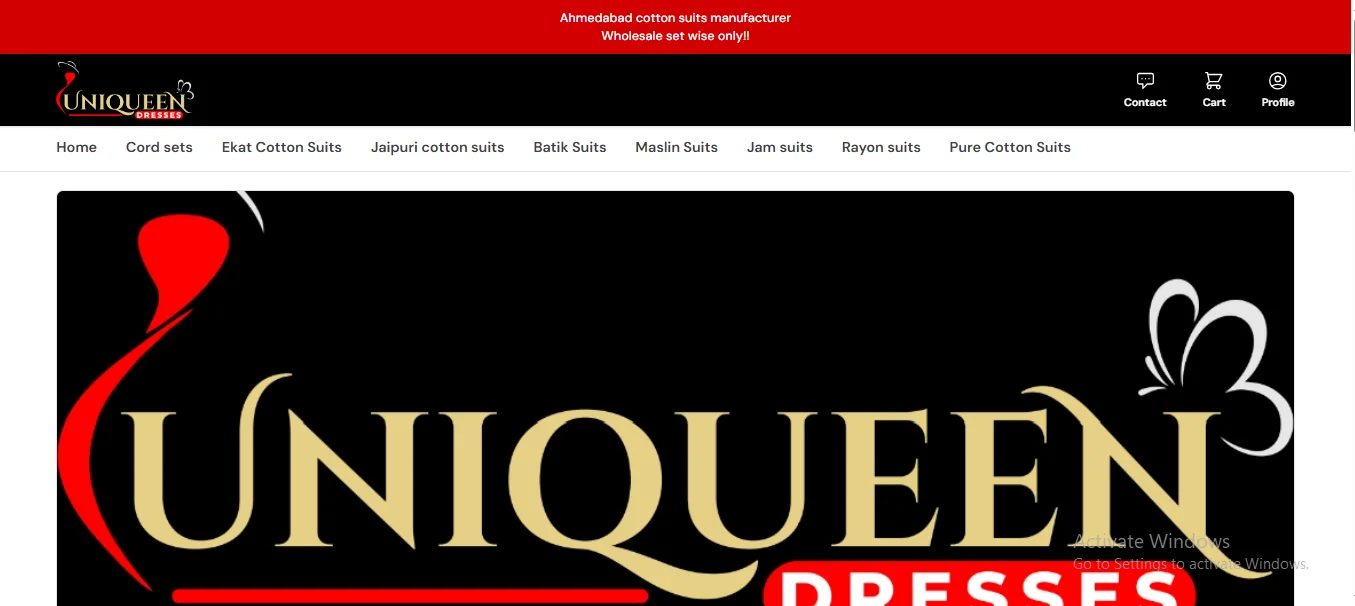 Ahmedabad cotton suits manufacturer
Wholesale set wise only!!
UNIQUEEN
DRESSES
Contact
Cart
Profile
Home
Cord sets
Ekat Cotton Suits
Jaipuri cotton suits
Batik Suits
Maslin Suits
Jam suits
Rayon suits
Pure Cotton Suits
UNIQUEEN
DRESSES
Activate Windows
Go to Settings to activate Windows.